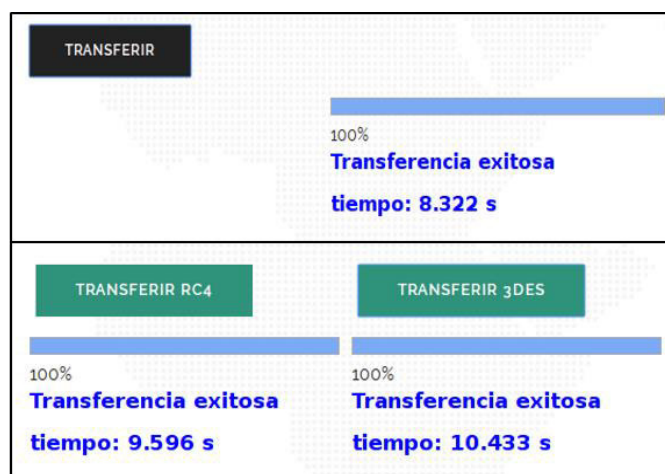 TRANSFERIR
100%
Transferencia exitosa
tiempo: 8.322 s
TRANSFERIR RC4
100%
Transferencia exitosa
tiempo: 9.596 s
TRANSFERIR 3DES
100%
Transferencia exitosa
tiempo: 10.433 s